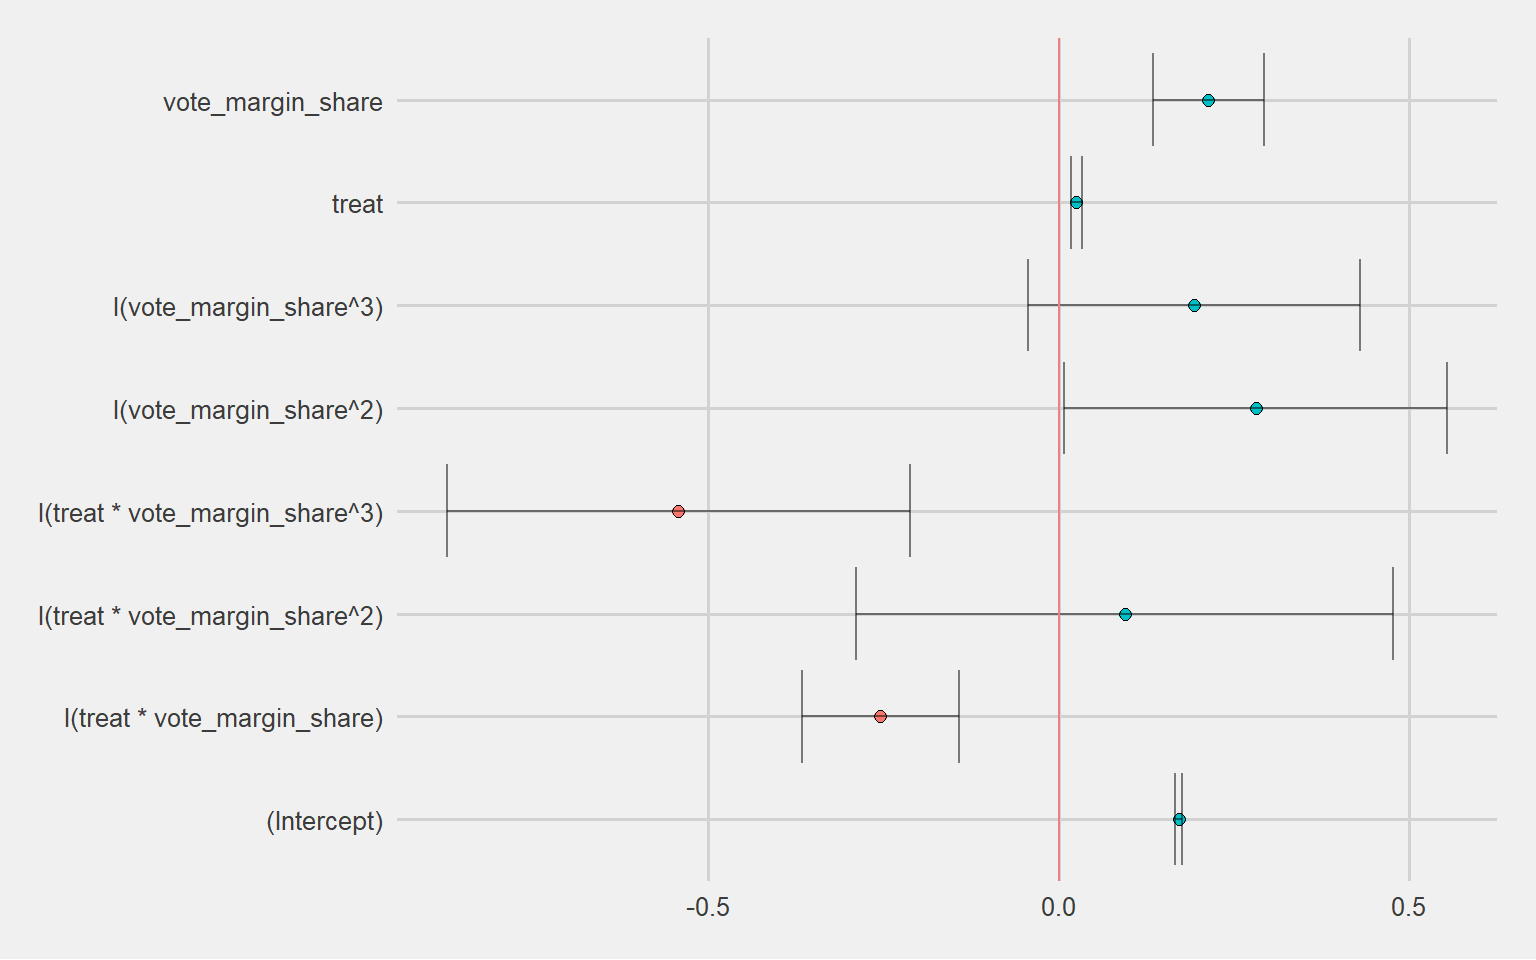 vote_margin_share
treat
I(vote_margin_share^3)
I(vote_margin_share^2)
I(treat * vote_margin_share^3)
I(treat * vote_margin_share^2)
I(treat * vote_margin_share)
(Intercept)
-0.5 0.0 0.5